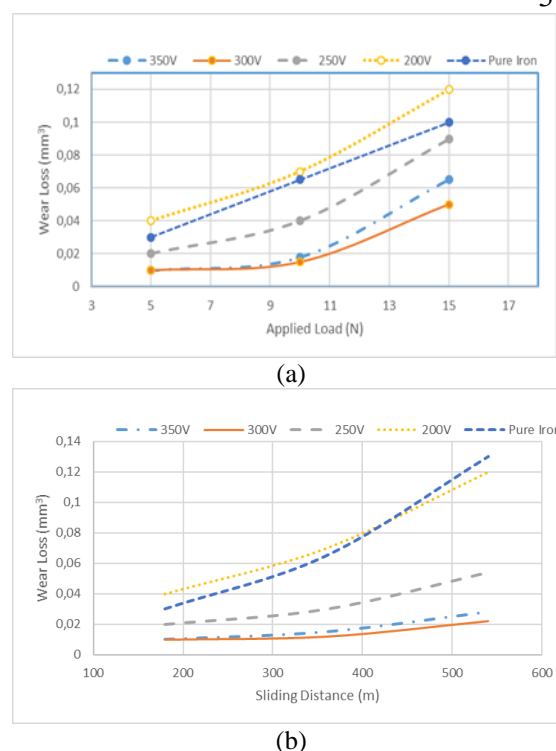 350V 300V 250V 200V Pure Iron
0,12
0,1
0,08
0,06
0,04
0,02
0
Wear Loss (mm³)
3 5 7 9 11 13 15 17
Applied Load (N)
(a)
350V 300V 250V 200V Pure Iron
0,14
0,12
0,1
0,08
0,06
0,04
0,02
0
Wear Loss (mm³)
100 200 300 400 500 600
Sliding Distance (m)
(b)